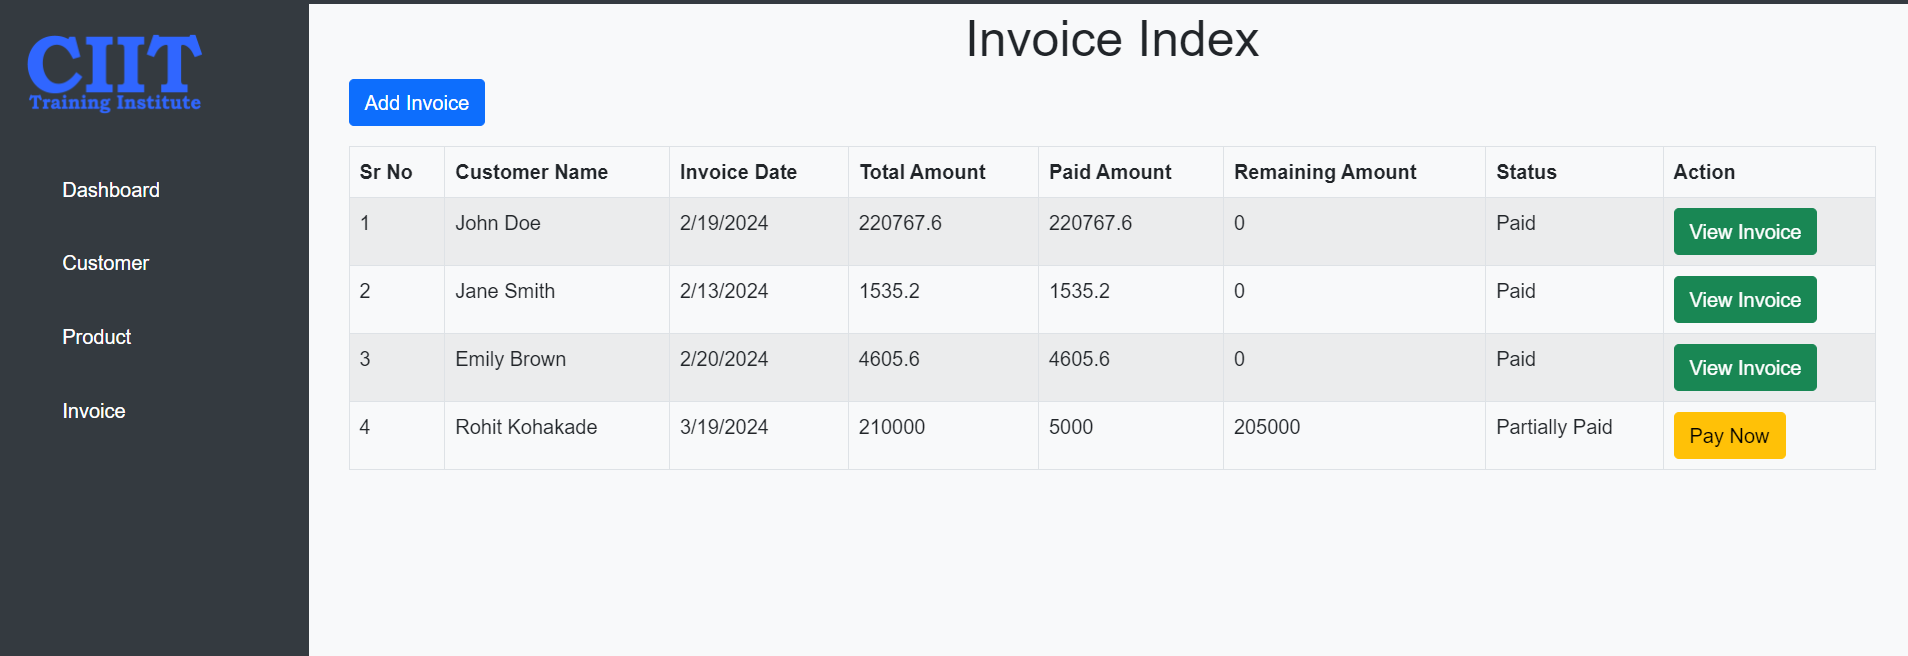 CIIT
Training Institute
Dashboard
Customer
Product
Invoice
Invoice Index
Add Invoice
Sr No Customer Name Invoice Date Total Amount Paid Amount Remaining Amount Status Action
1 John Doe 2/19/2024 220767.6 220767.6 0 Paid View Invoice
2 Jane Smith 2/13/2024 1535.2 1535.2 0 Paid View Invoice
3 Emily Brown 2/20/2024 4605.6 4605.6 0 Paid View Invoice
4 Rohit Kohakade 3/19/2024 210000 5000 205000 Partially Paid Pay Now